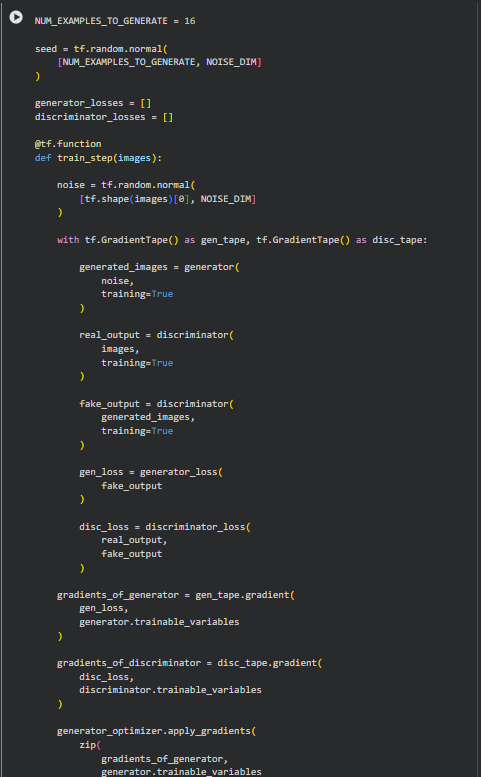 NUM_EXAMPLES_TO_GENERATE = 16
seed = tf.random.normal(
    [NUM_EXAMPLES_TO_GENERATE, NOISE_DIM]
)
generator_losses = []
discriminator_losses = []
@tf.function
def train_step(images):
    noise = tf.random.normal(
        [tf.shape(images)[0], NOISE_DIM]
    )
    with tf.GradientTape() as gen_tape, tf.GradientTape() as disc_tape:
        generated_images = generator(
            noise,
            training=True
        )
        real_output = discriminator(
            images,
            training=True
        )
        fake_output = discriminator(
            generated_images,
            training=True
        )
        gen_loss = generator_loss(
            fake_output
        )
        disc_loss = discriminator_loss(
            real_output,
            fake_output
        )
    gradients_of_generator = gen_tape.gradient(
        gen_loss,
        generator.trainable_variables
    )
    gradients_of_discriminator = disc_tape.gradient(
        disc_loss,
        discriminator.trainable_variables
    )
    generator_optimizer.apply_gradients(
        zip(
            gradients_of_generator,
            generator.trainable_variables